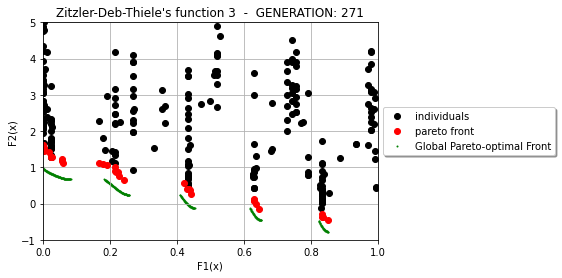 Zitzler-Deb-Thiele's function 3 - GENERATION: 271
5
4
3
2
1
0
−1
F2(x)
0.0 0.2 0.4 0.6 0.8 1.0
F1(x)
individuals
pareto front
Global Pareto-optimal Front